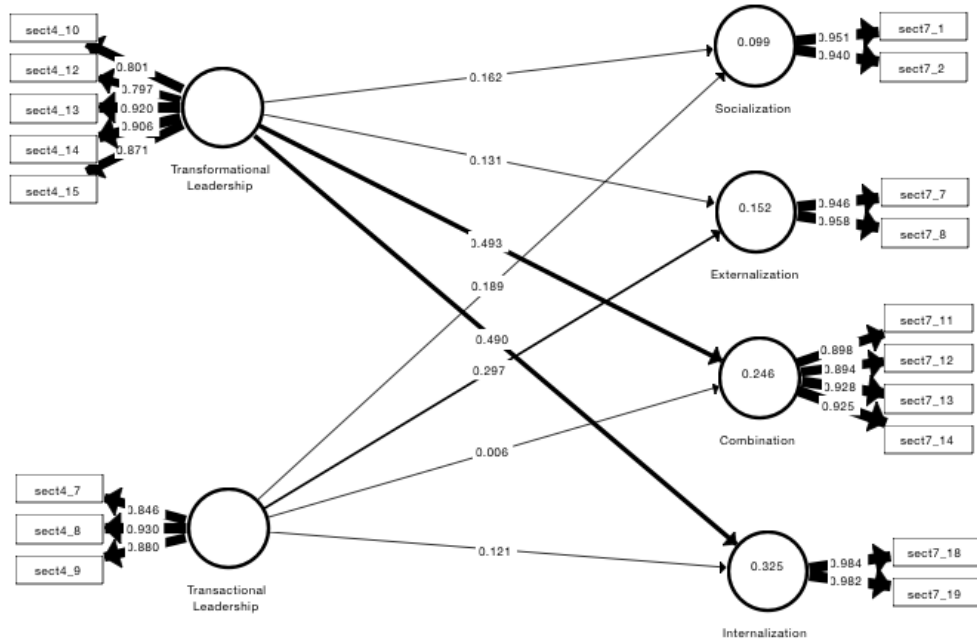 sect4_10
sect4_12
sect4_13
sect4_14
sect4_15
0.801
0.797
0.920
0.906
0.871
Transformational
Leadership
sect4_7
sect4_8
sect4_9
0.846
0.930
0.880
Transactional
Leadership
0.162
0.131
0.493
0.189
0.490
0.297
0.006
0.121
0.099
Socialization
0.951
0.940
sect7_1
sect7_2
0.152
Externalization
0.946
0.958
sect7_7
sect7_8
0.246
Combination
0.898
0.894
0.928
0.925
sect7_11
sect7_12
sect7_13
sect7_14
0.325
Internalization
0.984
0.982
sect7_18
sect7_19